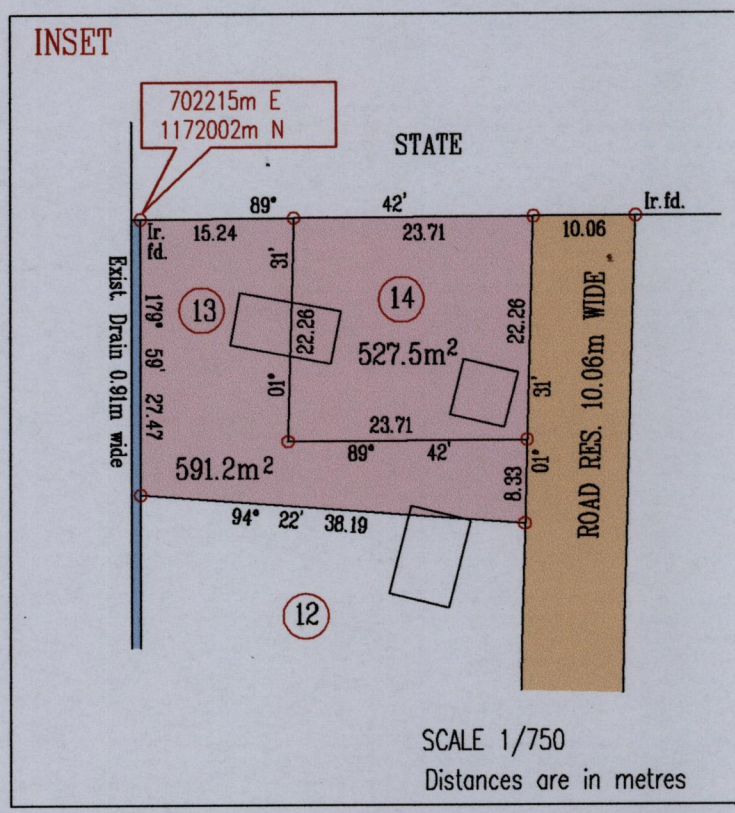 INSET
702215m E
1172002m N
STATE
89° 42'
Ir.fd.
Ir.
fd.
15.24
23.71
10.06
31'
13
14
22.26
22.26
527.5m²
01°
31'
01°
179° 59' 27.47
Exist. Drain 0.91m wide
ROAD RES. 10.06m WIDE
23.71
89° 42'
591.2m²
8.33
94° 22' 38.19
12
SCALE 1/750
Distances are in metres